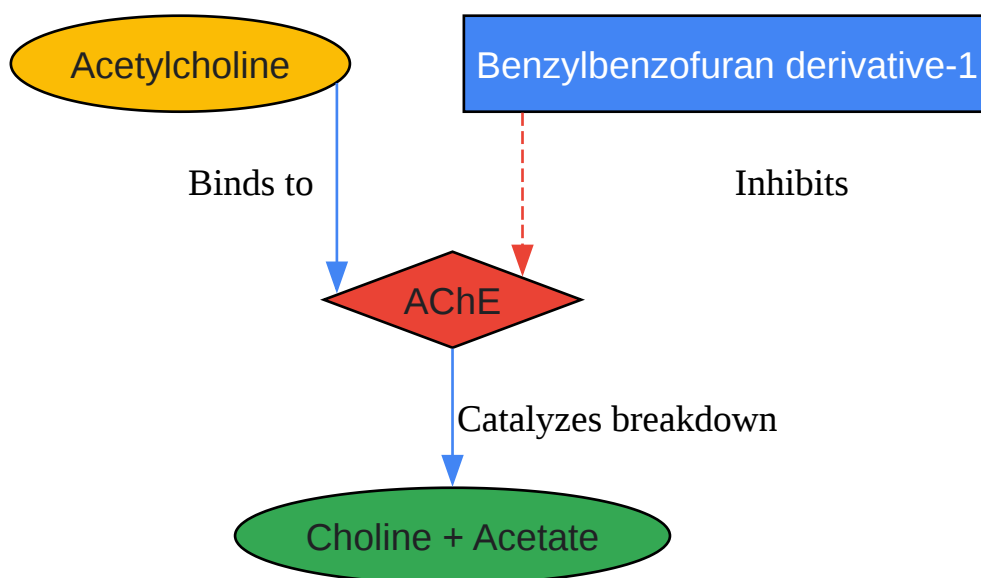 Acetylcholine
Benzylbenzofuran derivative-1
Binds to
Inhibits
AChE
Catalyzes breakdown
Choline + Acetate